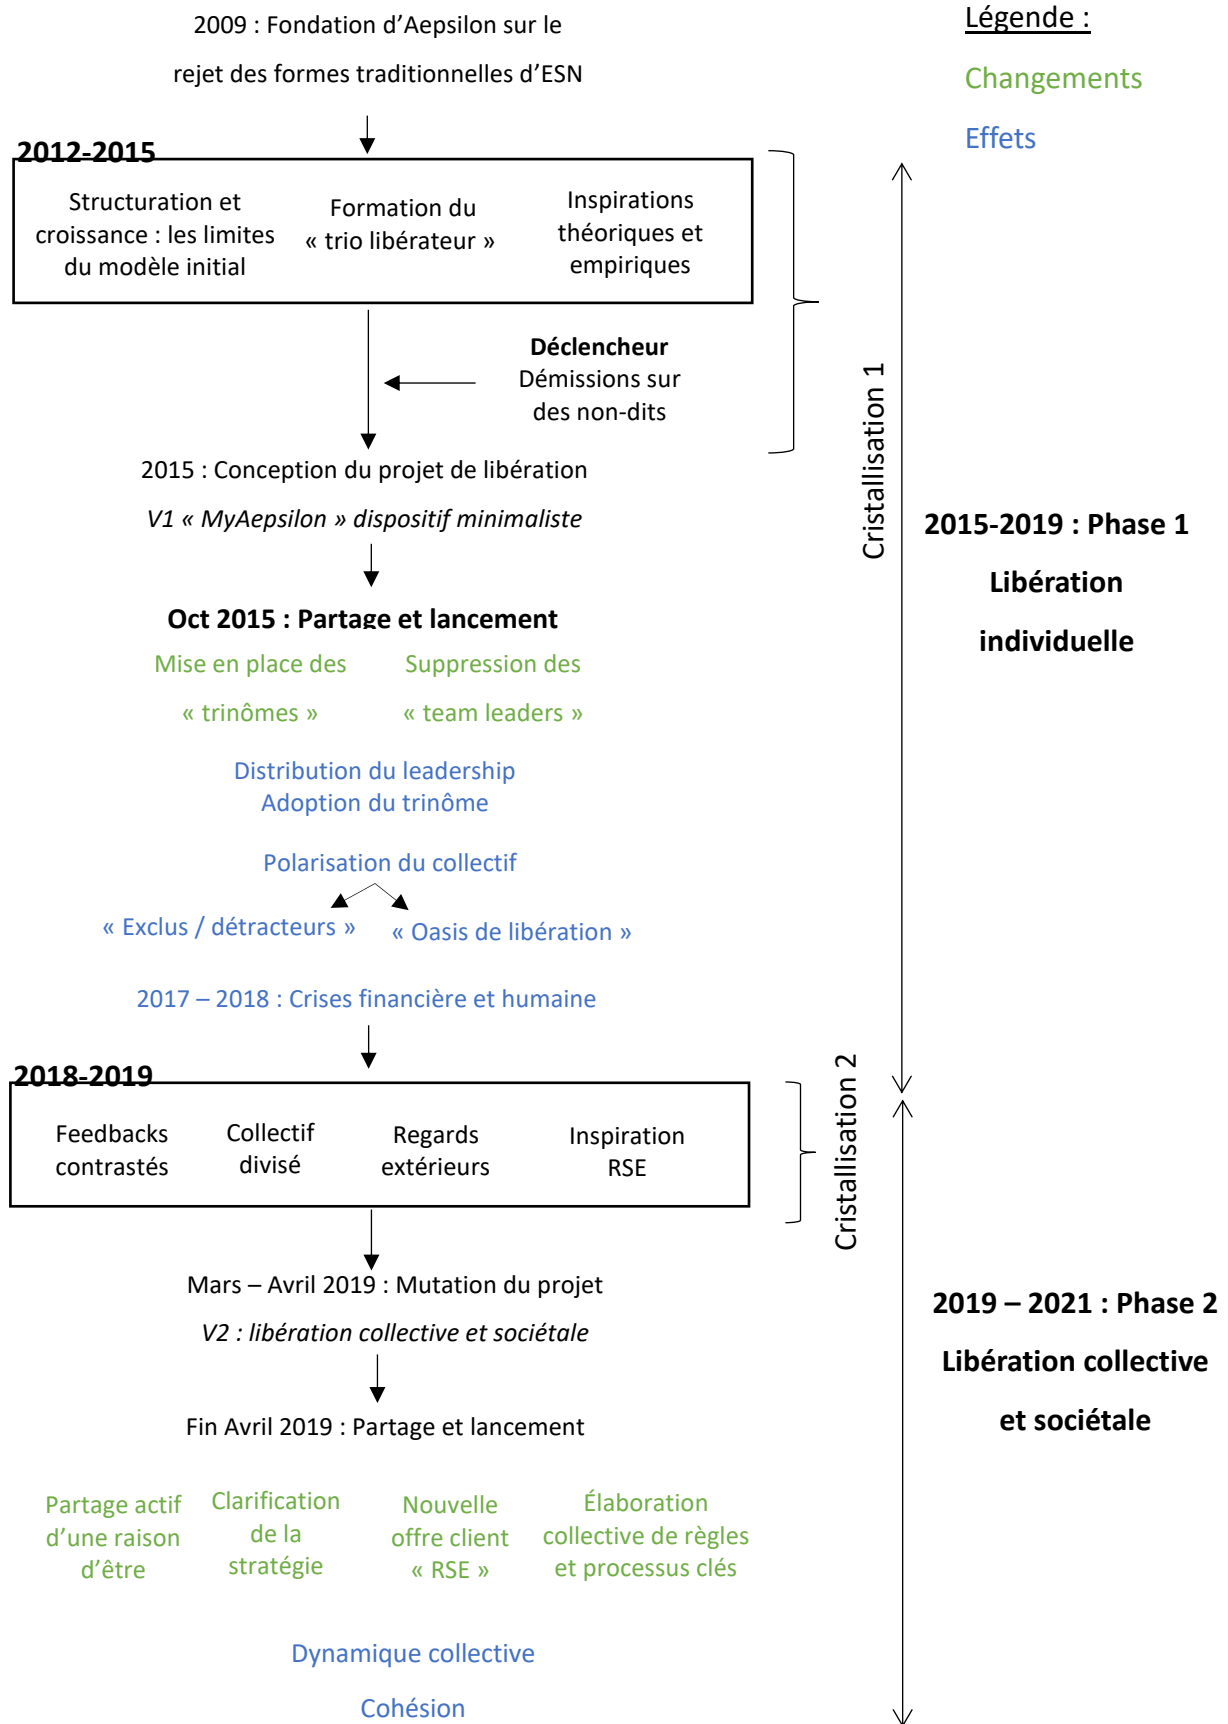 2009 : Fondation d’Aepsilon sur le
rejet des formes traditionnelles d’ESN
Légende :
Changements
Effets
2012-2015
Structuration et
croissance : les limites
du modèle initial
Formation du
« trio libérateur »
Inspirations
théoriques et
empiriques
Déclencheur
Démissions sur
des non-dits
Cristallisation 1
2015 : Conception du projet de libération
V1 « MyAepsilon » dispositif minimaliste
2015-2019 : Phase 1
Libération
individuelle
Oct 2015 : Partage et lancement
Mise en place des
« trinômes »
Suppression des
« team leaders »
Distribution du leadership
Adoption du trinôme
Polarisation du collectif
« Exclus / détracteurs »
« Oasis de libération »
2017 – 2018 : Crises financière et humaine
2018-2019
Feedbacks
contrastés
Collectif
divisé
Regards
extérieurs
Inspiration
RSE
Cristallisation 2
Mars – Avril 2019 : Mutation du projet
V2 : libération collective et sociétale
2019 – 2021 : Phase 2
Libération collective
et sociétale
Fin Avril 2019 : Partage et lancement
Partage actif
d’une raison
d’être
Clarification
de la
stratégie
Nouvelle
offre client
« RSE »
Élaboration
collective de règles
et processus clés
Dynamique collective
Cohésion